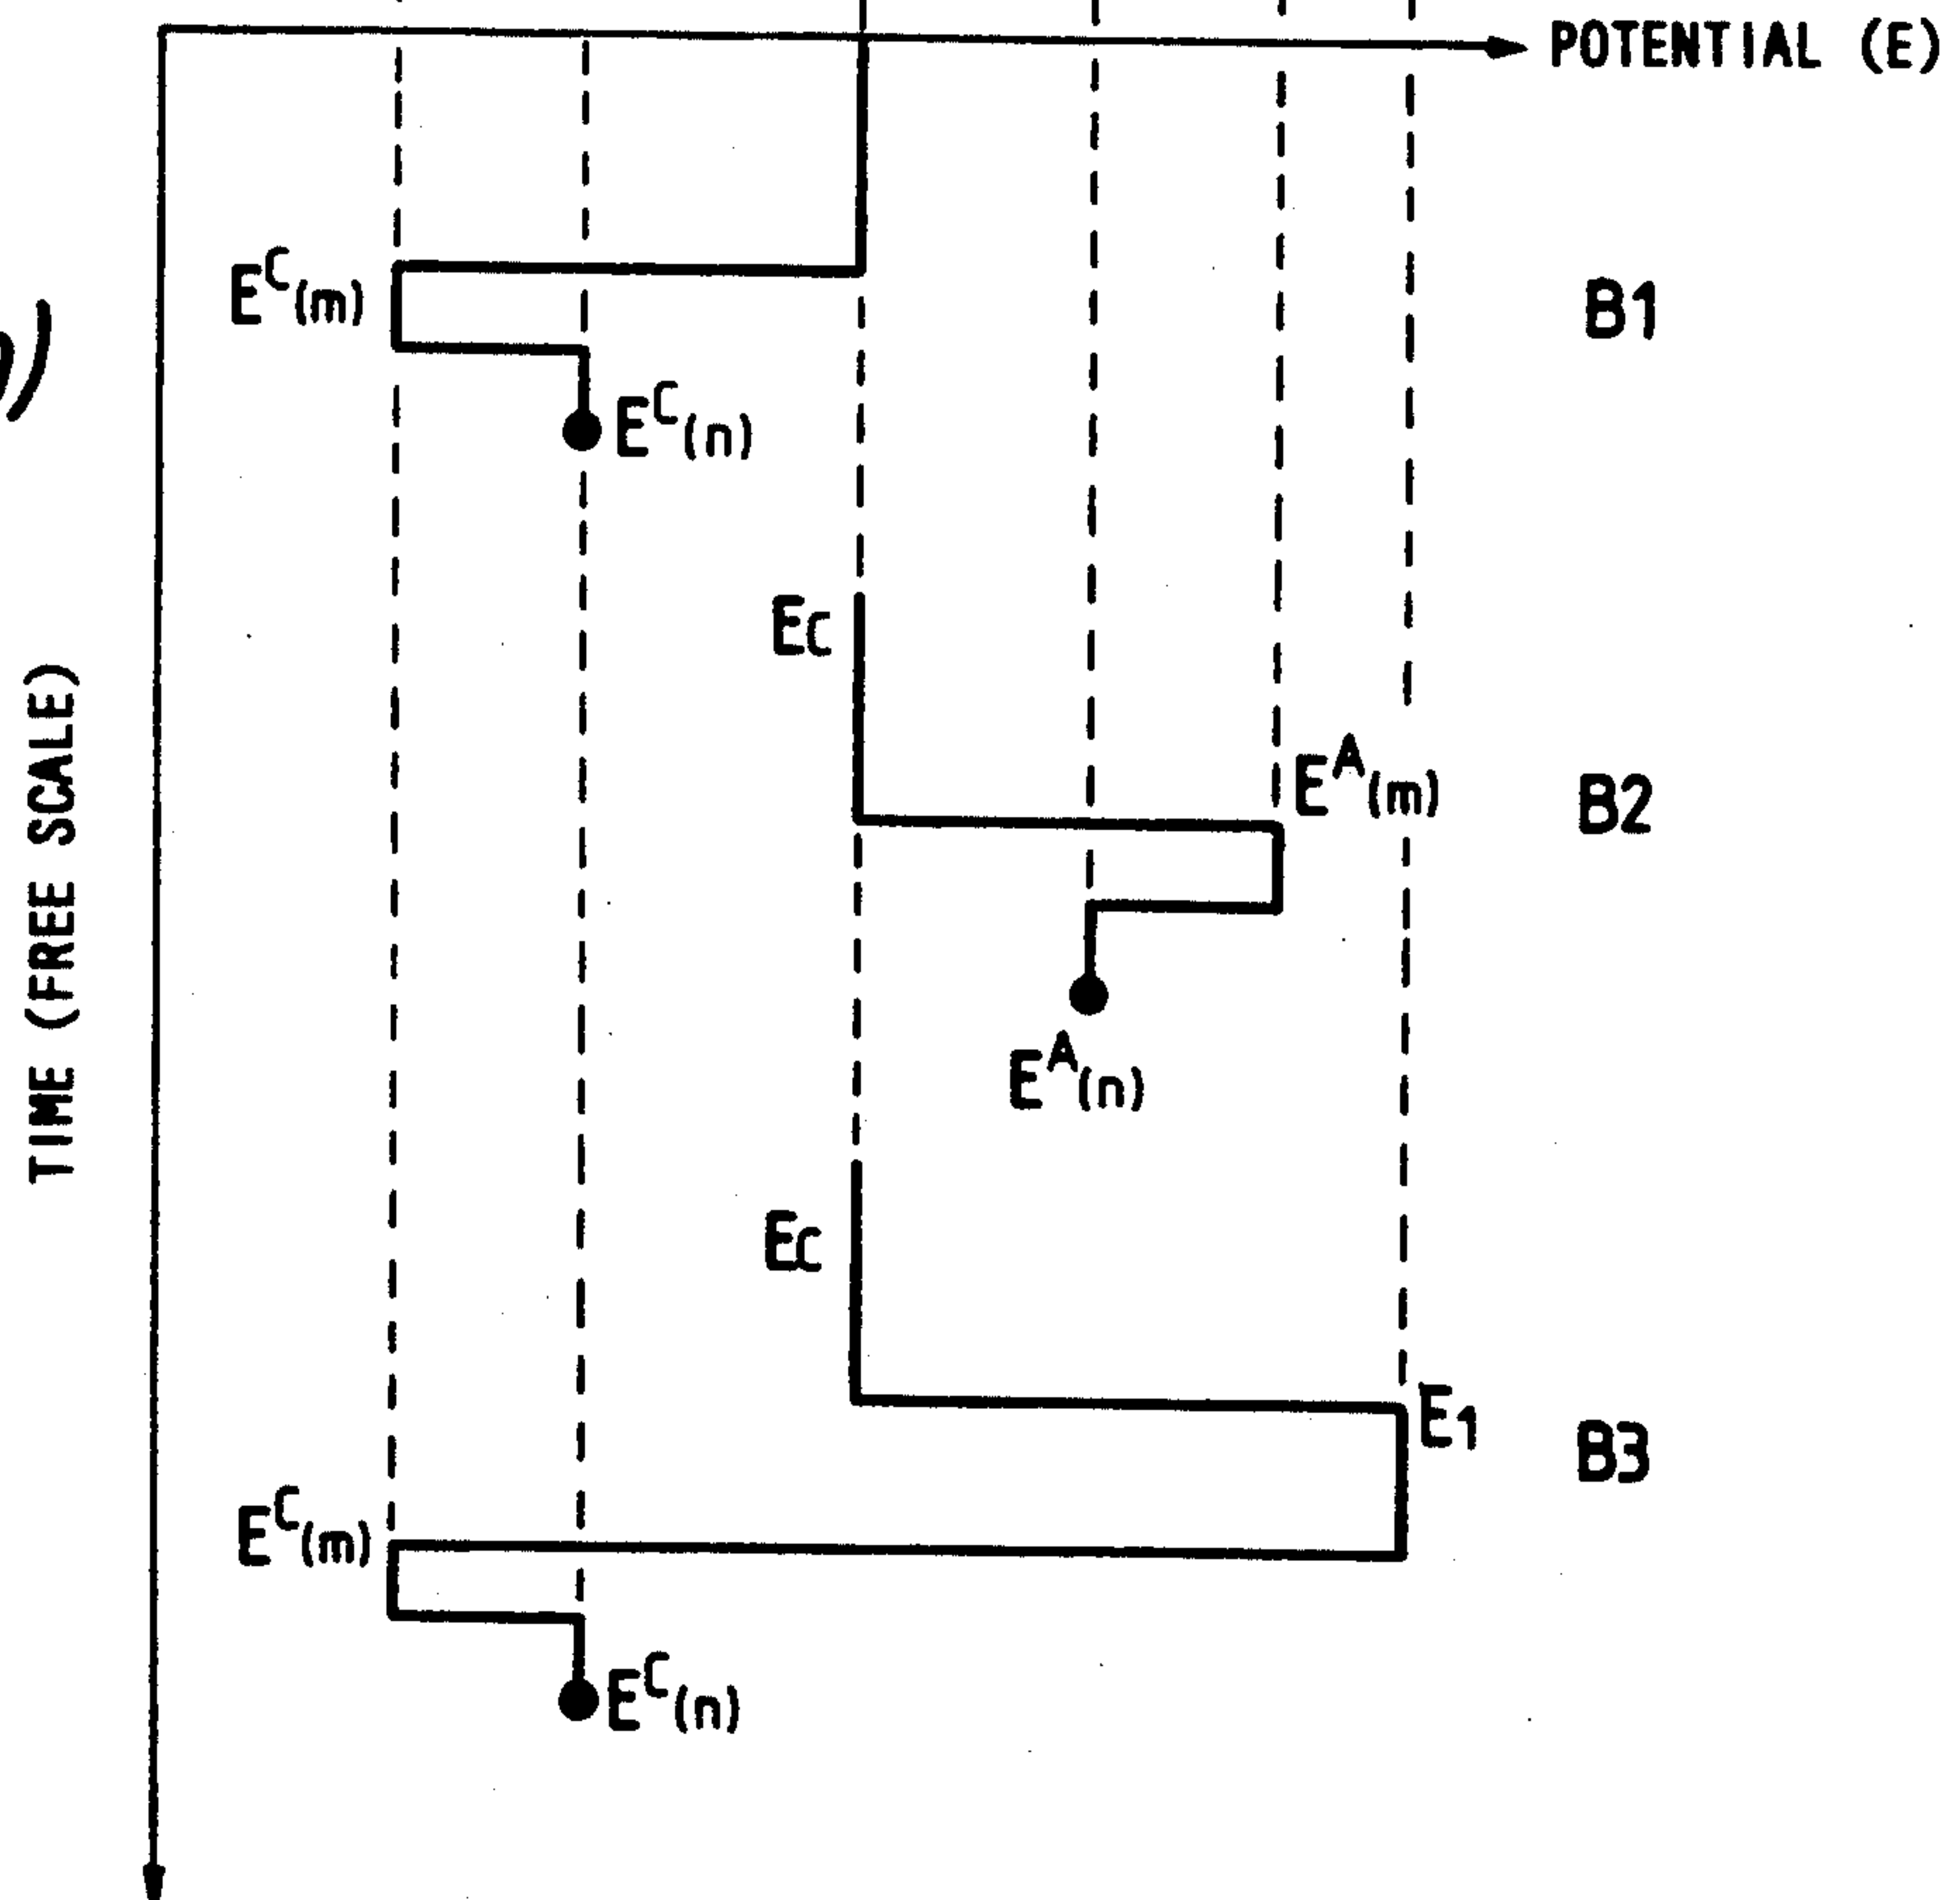 POTENTIAL (E)
E^C(m)
B1
E^C(n)
Ec
TIME (FREE SCALE)
E^A(m)
B2
E^A(n)
Ec
E1
B3
E^C(m)
E^C(n)